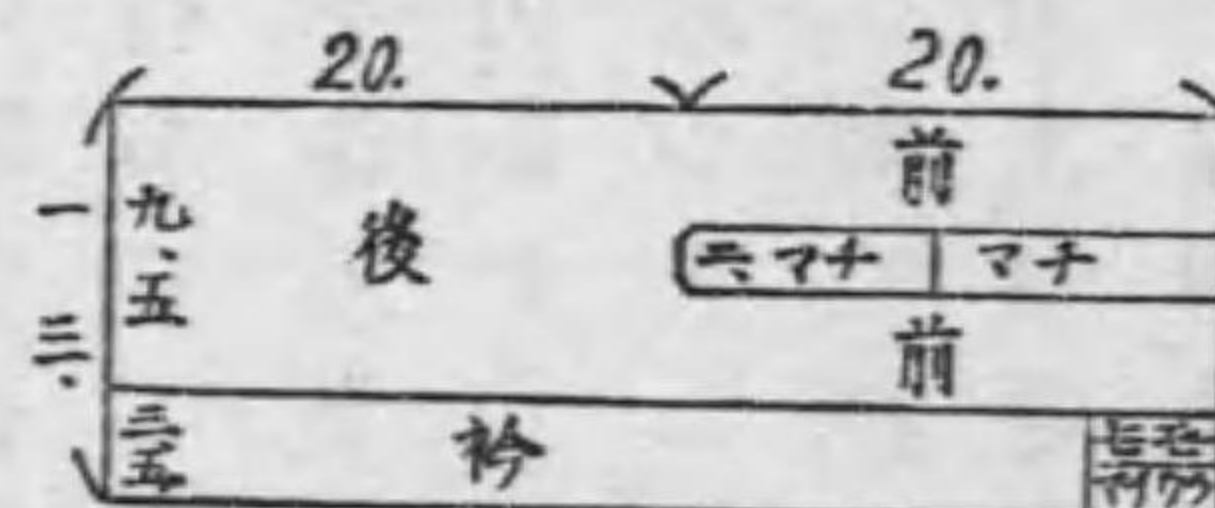 20.
20.
一三.
九.五
後
前
二、マチ
マチ
前
三.五
衿